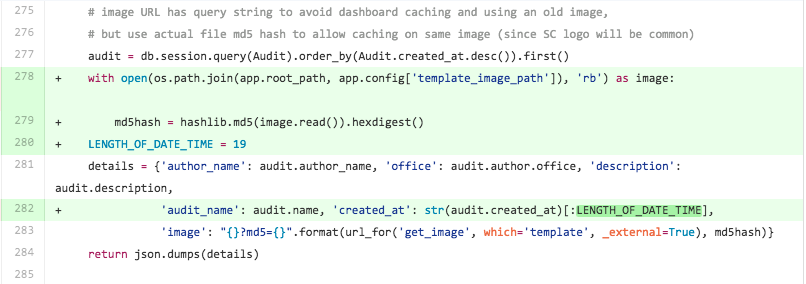 275 # image URL has query string to avoid dashboard caching and using an old image,
276 # but use actual file md5 hash to allow caching on same image (since SC logo will be common)
277 audit = db.session.query(Audit).order_by(Audit.created_at.desc()).first()
278 + with open(os.path.join(app.root_path, app.config['template_image_path']), 'rb') as image:
279 + md5hash = hashlib.md5(image.read()).hexdigest()
280 + LENGTH_OF_DATE_TIME = 19
281 details = {'author_name': audit.author_name, 'office': audit.author.office, 'description':
audit.description,
282 + 'audit_name': audit.name, 'created_at': str(audit.created_at)[:LENGTH_OF_DATE_TIME],
283 'image': "{}?md5={}".format(url_for('get_image', which='template', _external=True), md5hash)}
284 return json.dumps(details)
285